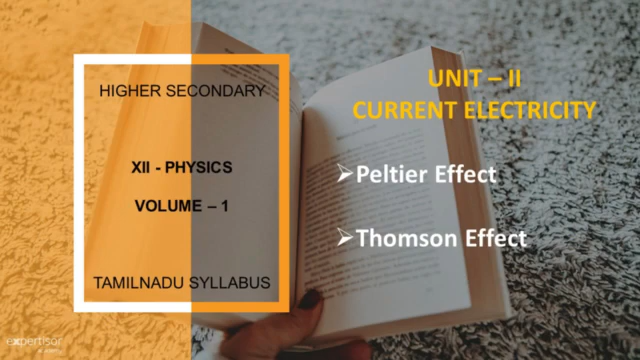 HIGHER SECONDARY
XII - PHYSICS
VOLUME – 1
TAMILNADU SYLLABUS
UNIT – II
CURRENT ELECTRICITY
➢Peltier Effect
➢Thomson Effect
expertisor